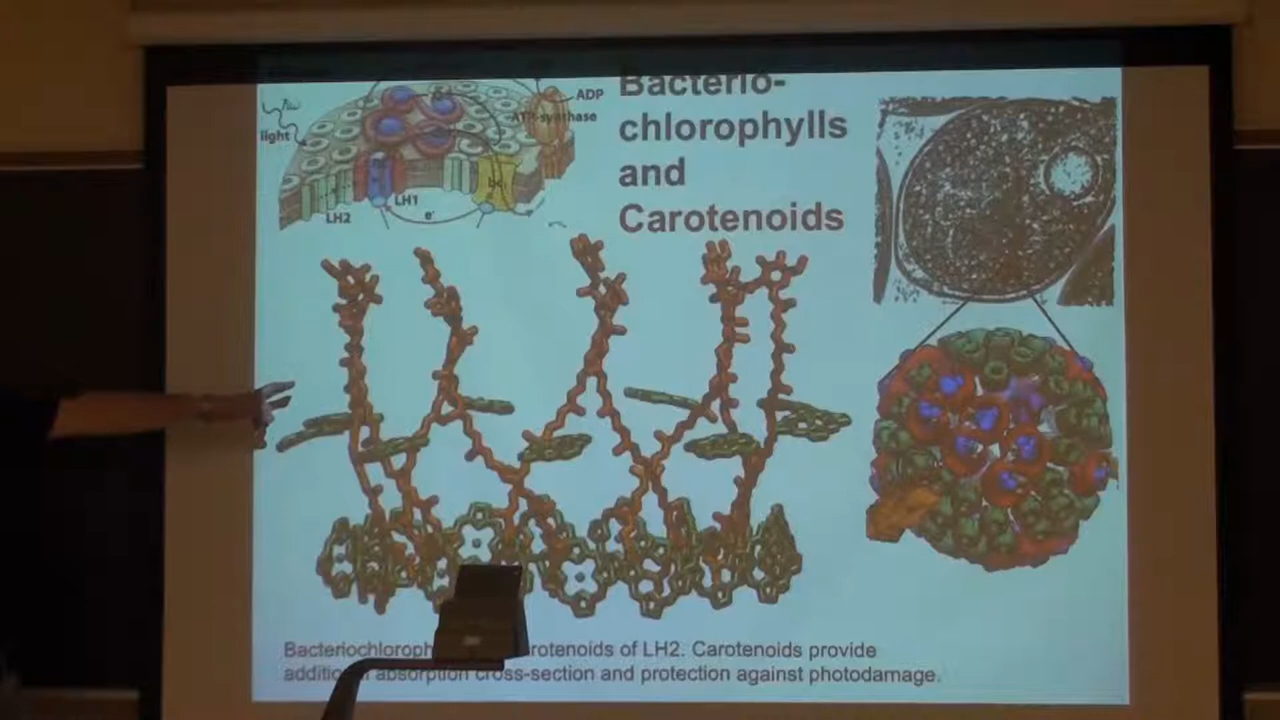 Bacterio-
chlorophylls
and
Carotenoids
light
ADP
ATP-synthase
LH1
LH2
e-
bc
Bacteriochloroph rotenoids of LH2. Carotenoids provide
absorption cross-section and protection against photodamage.